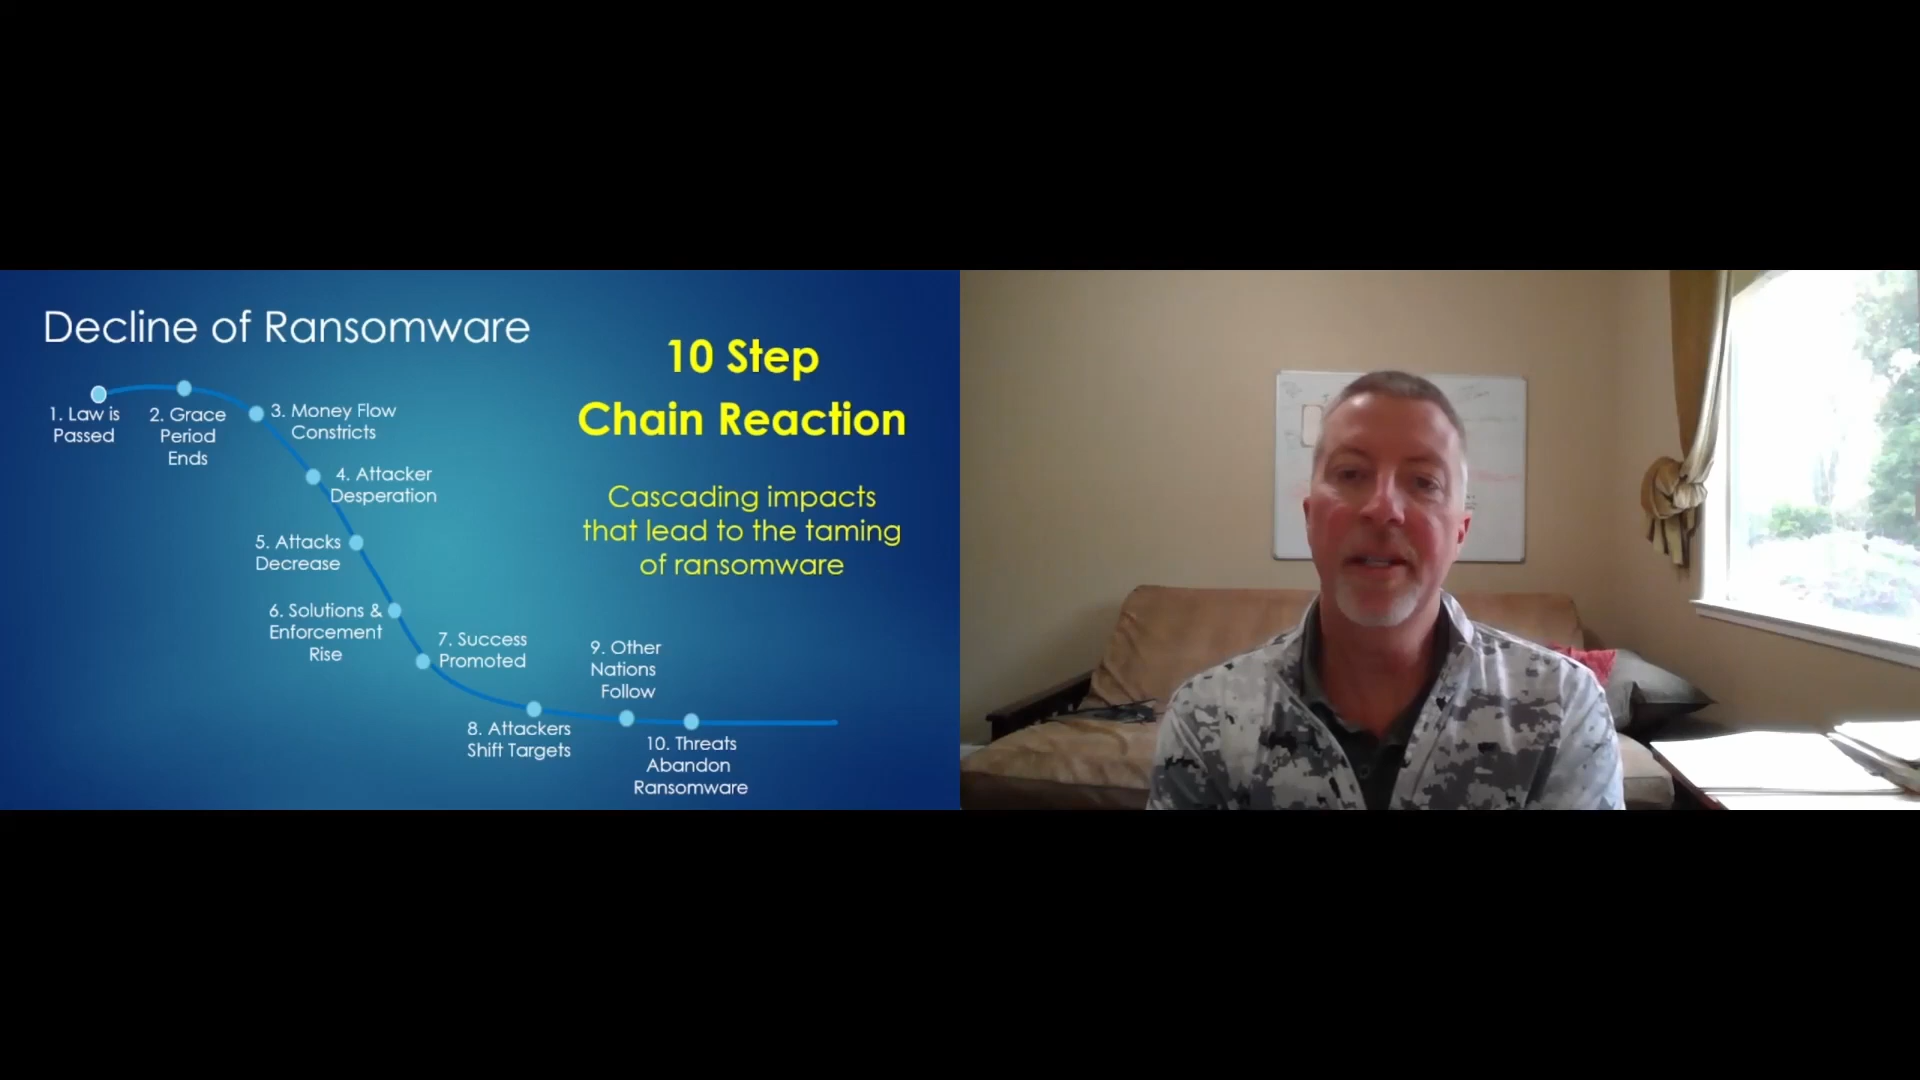 Decline of Ransomware
10 Step
Chain Reaction
Cascading impacts
that lead to the taming
of ransomware
1. Law is
Passed
2. Grace
Period
Ends
3. Money Flow
Constricts
4. Attacker
Desperation
5. Attacks
Decrease
6. Solutions &
Enforcement
Rise
7. Success
Promoted
8. Attackers
Shift Targets
9. Other
Nations
Follow
10. Threats
Abandon
Ransomware